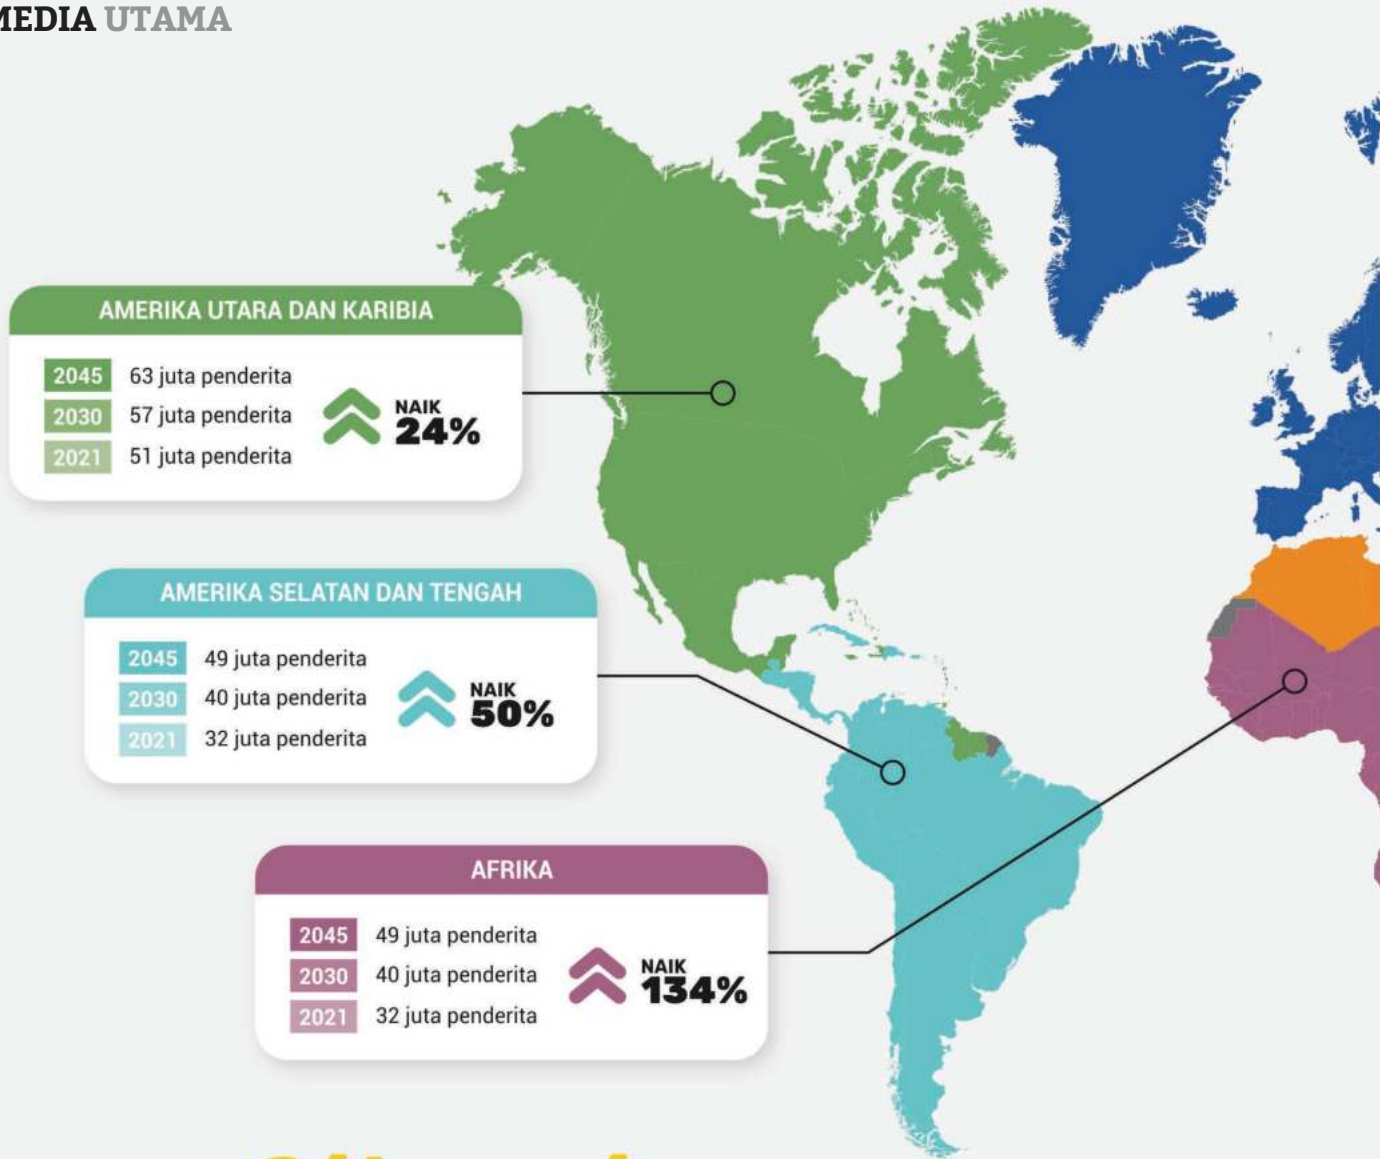 MEDIA UTAMA
AMERIKA UTARA DAN KARIBIA
2045 63 juta penderita
2030 57 juta penderita
2021 51 juta penderita
NAIK
24%
AMERIKA SELATAN DAN TENGAH
2045 49 juta penderita
2030 40 juta penderita
2021 32 juta penderita
NAIK
50%
AFRIKA
2045 49 juta penderita
2030 40 juta penderita
2021 32 juta penderita
NAIK
134%